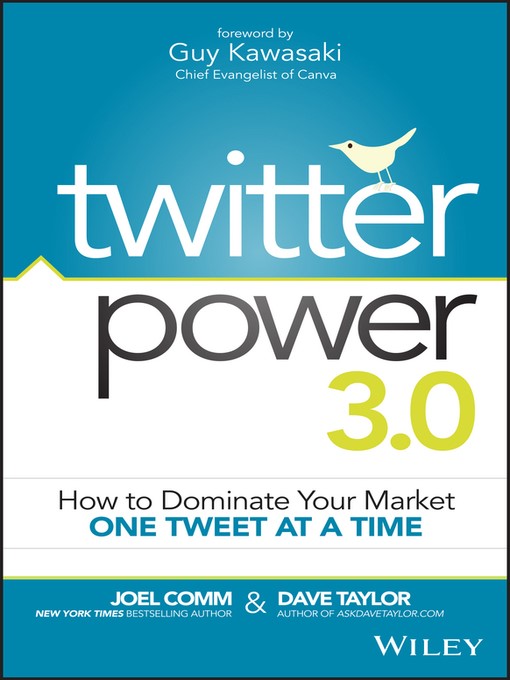 foreword by
Guy Kawasaki
Chief Evangelist of Canva
twitter
power
3.0
How to Dominate Your Market
ONE TWEET AT A TIME
JOEL COMM & DAVE TAYLOR
NEW YORK TIMES BESTSELLING AUTHOR AUTHOR OF ASKDAVETAYLOR.COM
WILEY